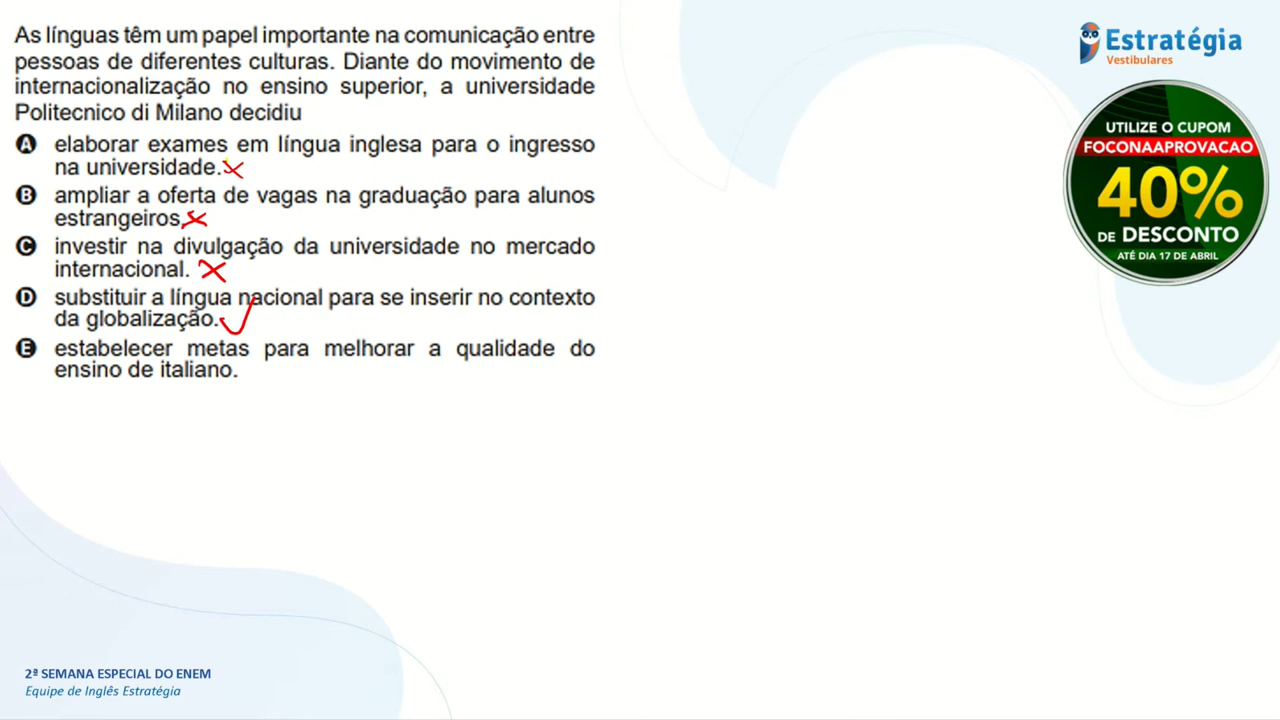 As línguas têm um papel importante na comunicação entre
pessoas de diferentes culturas. Diante do movimento de
internacionalização no ensino superior, a universidade
Politecnico di Milano decidiu
A elaborar exames em língua inglesa para o ingresso
na universidade.
B ampliar a oferta de vagas na graduação para alunos
estrangeiros.
C investir na divulgação da universidade no mercado
internacional.
D substituir a língua nacional para se inserir no contexto
da globalização.
E estabelecer metas para melhorar a qualidade do
ensino de italiano.
Estratégia
Vestibulares
UTILIZE O CUPOM
FOCONAAPROVACAO
40%
DE DESCONTO
ATÉ DIA 17 DE ABRIL
2ª SEMANA ESPECIAL DO ENEM
Equipe de Inglês Estratégia